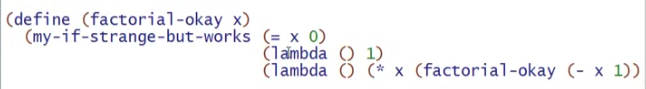 (define (factorial-okay x)
  (my-if-strange-but-works (= x 0)
                           (lambda () 1)
                           (lambda () (* x (factorial-okay (- x 1))